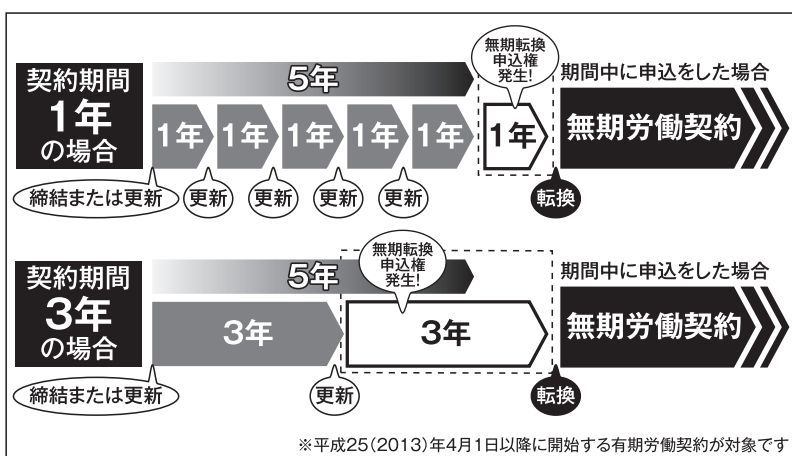 契約期間
1年
の場合
5年
1年
1年
1年
1年
1年
無期転換
申込権
発生!
1年
期間中に申込をした場合
無期労働契約
締結または更新
更新
更新
更新
更新
転換
契約期間
3年
の場合
5年
無期転換
申込権
発生!
3年
3年
期間中に申込をした場合
無期労働契約
締結または更新
更新
転換
※平成25(2013)年4月1日以降に開始する有期労働契約が対象です